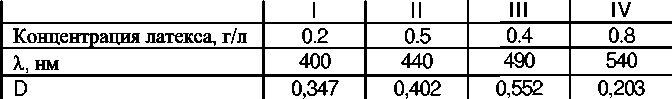 I II III IV
Концентрация латекса, г/л 0.2 0.5 0.4 0.8
λ, нм 400 440 490 540
D 0,347 0,402 0,552 0,203